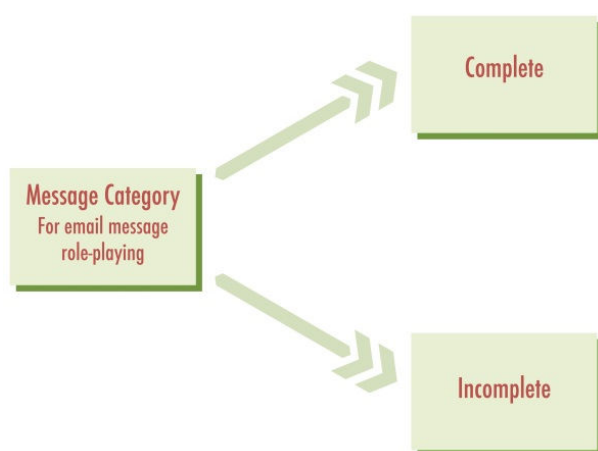 Complete
Message Category
For email message
role-playing
Incomplete